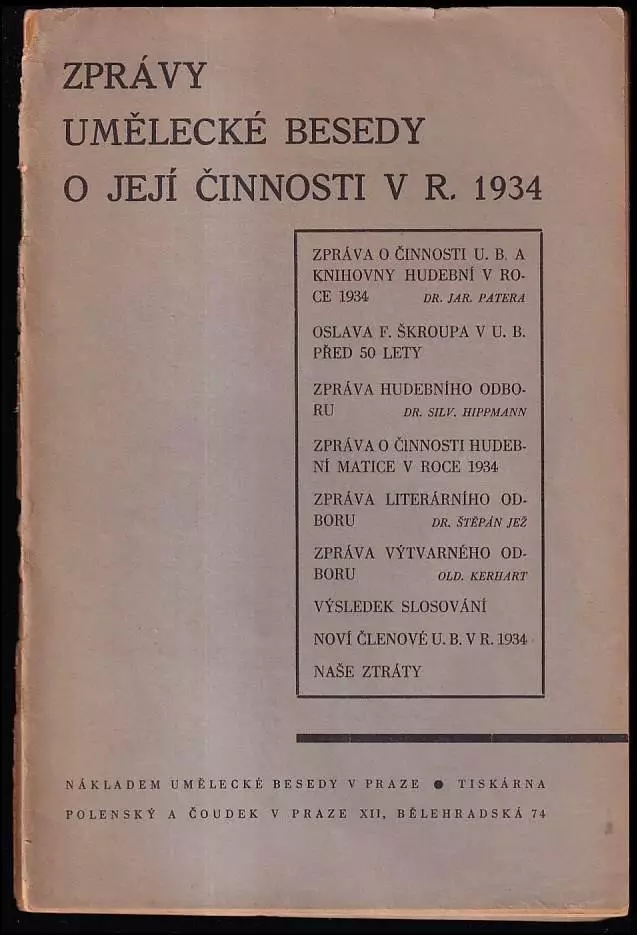 ZPRÁVY
UMĚLECKÉ BESEDY
O JEJÍ ČINNOSTI V R. 1934
ZPRÁVA O ČINNOSTI U. B. A
KNIHOVNY HUDEBNÍ V RO-
CE 1934 DR. JAR. PATERA
OSLAVA F. ŠKROUPA V U. B.
PŘED 50 LETY
ZPRÁVA HUDEBNÍHO ODBO-
RU DR. SILV. HIPPMANN
ZPRÁVA O ČINNOSTI HUDEB-
NÍ MATICE V ROCE 1934
ZPRÁVA LITERÁRNÍHO OD-
BORU DR. ŠTĚPÁN JEŽ
ZPRÁVA VÝTVARNÉHO OD-
BORU OLD. KERHART
VÝSLEDEK SLOSOVÁNÍ
NOVÍ ČLENOVÉ U. B. V R. 1934
NAŠE ZTRÁTY
NÁKLADEM UMĚLECKÉ BESEDY V PRAZE ● TISKÁRNA
POLENSKÝ A ČOUDEK V PRAZE XII, BĚLEHRADSKÁ 74